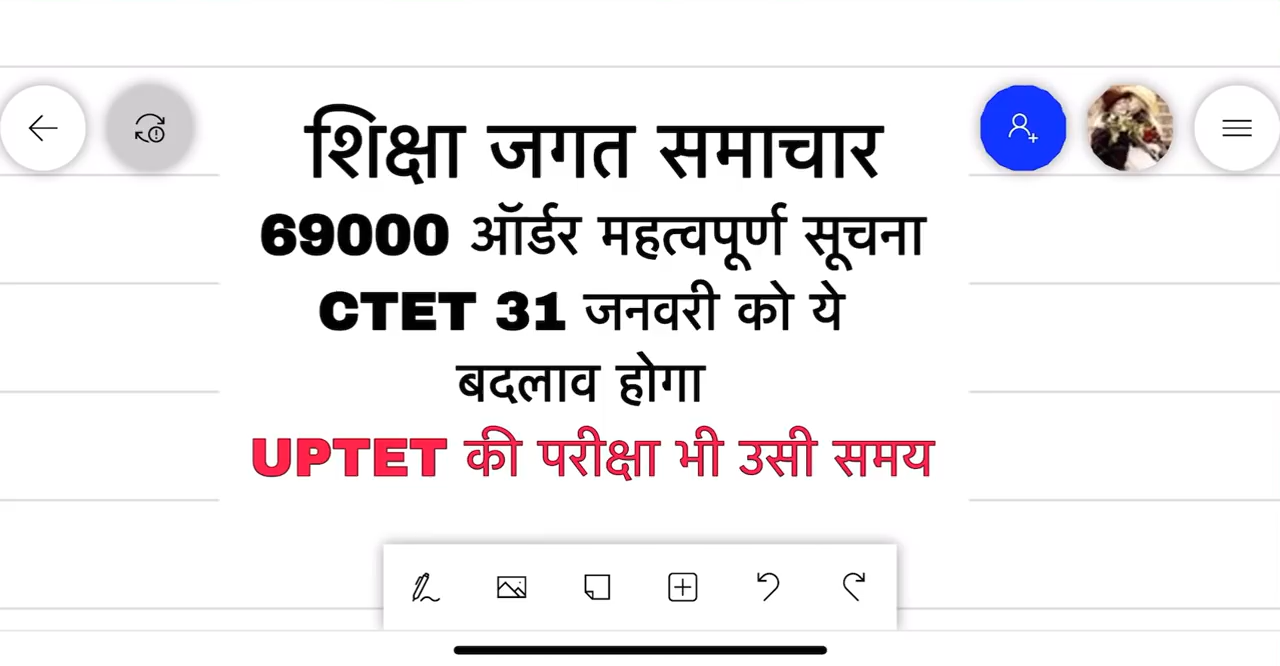 शिक्षा जगत समाचार
69000 ऑर्डर महत्वपूर्ण सूचना
CTET 31 जनवरी को ये
बदलाव होगा
UPTET की परीक्षा भी उसी समय